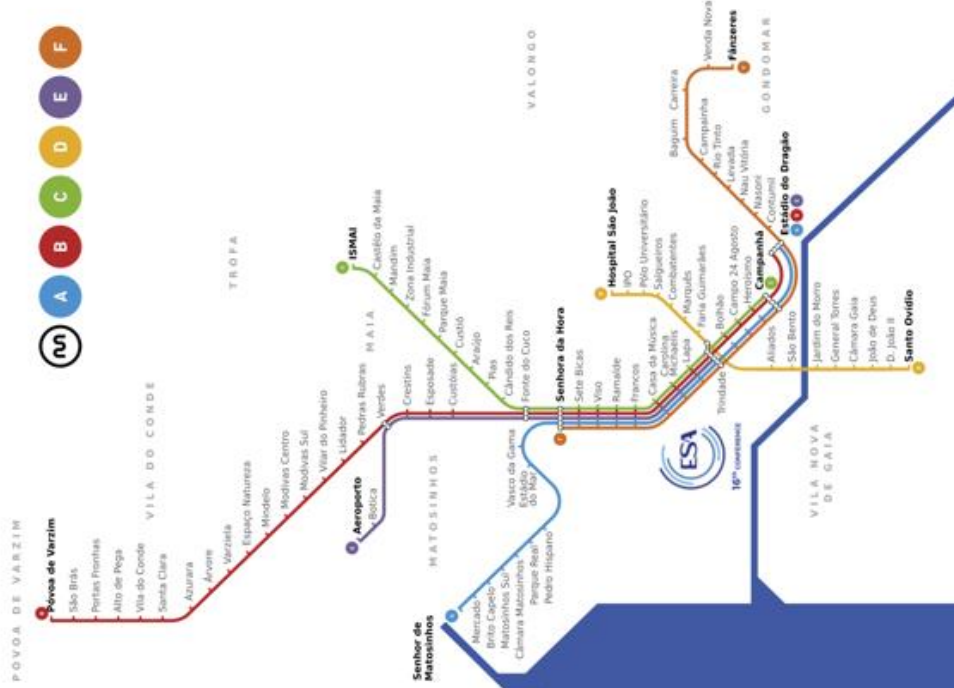 PÓVOA DE VARZIM
VILA DO CONDE
TROFA
MAIA
MATOSINHOS
VALONGO
GONDOMAR
VILA NOVA
DE GAIA
A
B
C
D
E
F
Póvoa de Varzim
São Brás
Portas Fronhas
Alto de Pega
Vila do Conde
Santa Clara
Azurara
Árvore
Varziela
Espaço Natureza
Mindelo
Modivas Centro
Modivas Sul
Vilar do Pinheiro
Lidador
Pedras Rubras
Verdes
Crestins
Esposade
Custóias
Aeroporto
Botica
ISMAI
Castêlo da Maia
Mandim
Zona Industrial
Fórum Maia
Parque Maia
Custió
Araújo
Pias
Cândido dos Reis
Fonte do Cuco
Senhora da Hora
Sete Bicas
Viso
Ramalde
Francos
Casa da Música
Carolina
Michaelis
Lapa
Trindade
Vasco da Gama
Estádio
do Mar
Pedro Hispano
Parque Real
Câmara Matosinhos
Matosinhos Sul
Brito Capelo
Mercado
Senhor de
Matosinhos
Hospital São João
IPO
Pólo Universitário
Salgueiros
Combatentes
Marquês
Faria Guimarães
Bolhão
Campo 24 Agosto
Heroísmo
Campanhã
Estádio do Dragão
Contumil
Nasoni
Nau Vitória
Levada
Rio Tinto
Campainha
Baguim
Carreira
Venda Nova
Fânzeres
Aliados
São Bento
Jardim do Morro
General Torres
Câmara Gaia
João de Deus
D. João II
Santo Ovídio
ESA
16th CONFERENCE